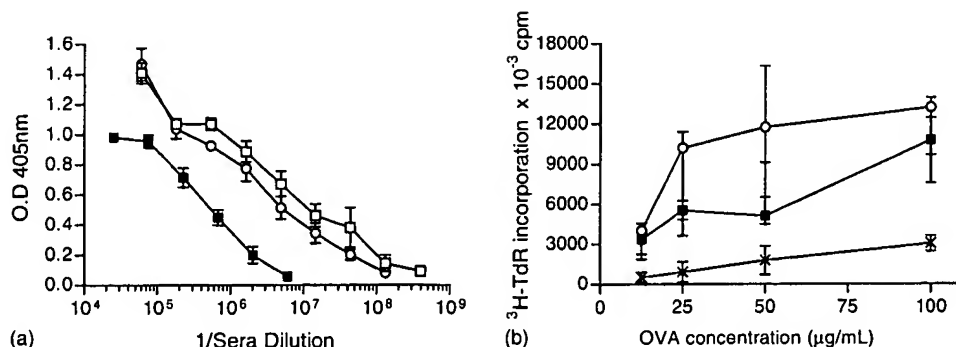 1.6
1.4
1.2
1.0
0.8
0.6
0.4
0.2
0.0
O.D 405nm
10⁴ 10⁵ 10⁶ 10⁷ 10⁸ 10⁹
1/Sera Dilution
(a)
18000
15000
12000
9000
6000
3000
0
³H-TdR incorporation x 10⁻³ cpm
0 25 50 75 100
OVA concentration (µg/mL)
(b)